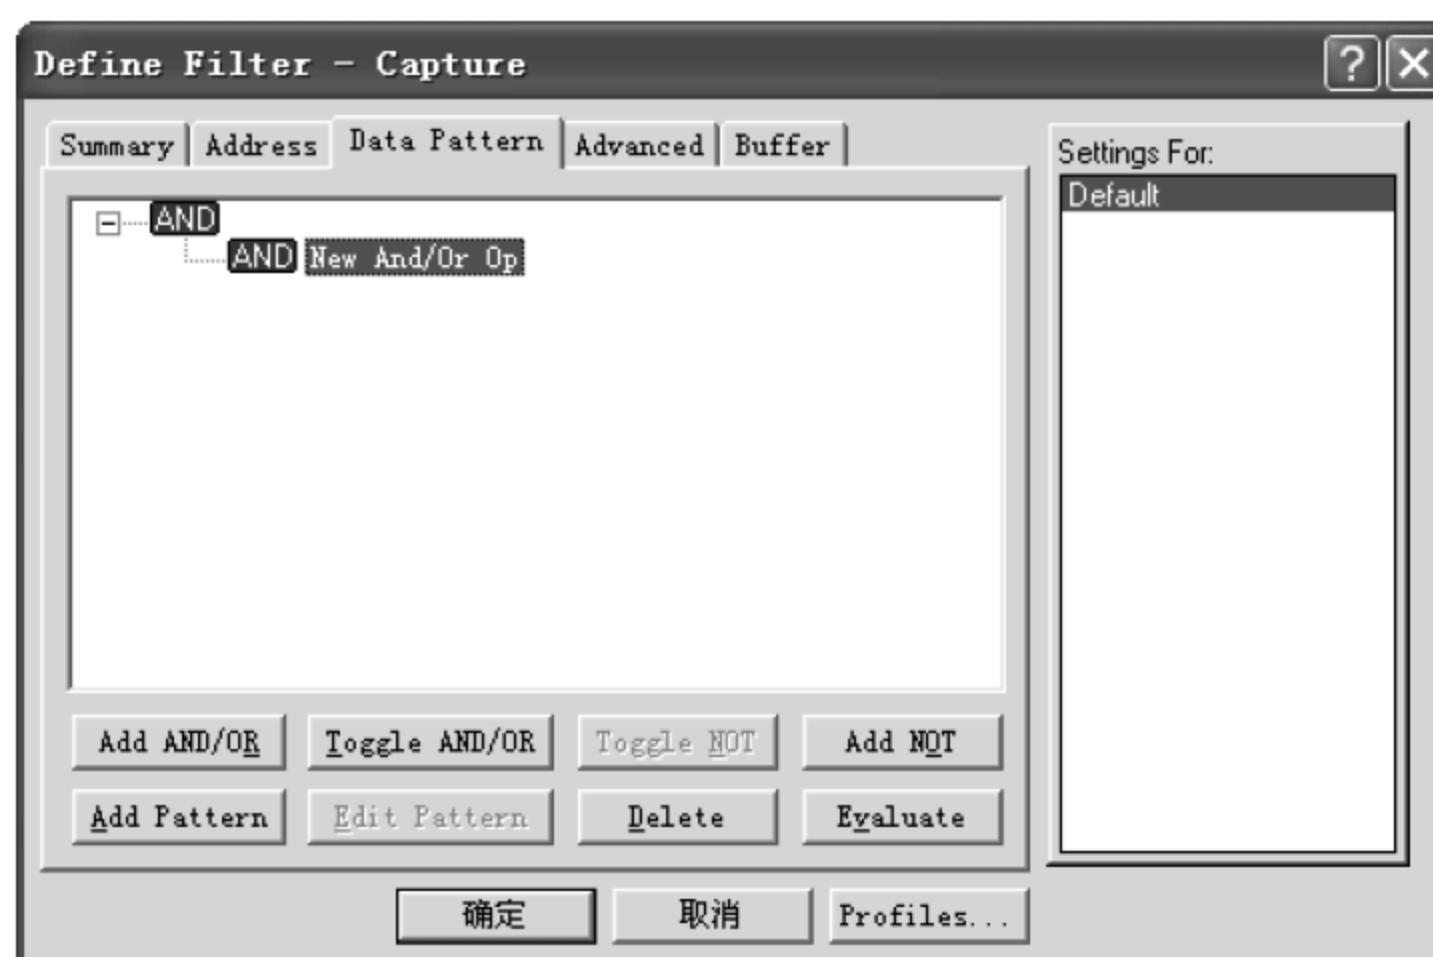 Define Filter - Capture
Summary Address Data Pattern Advanced Buffer
Settings For:
Default
AND
AND New And/Or Op
Add AND/OR Toggle AND/OR Toggle NOT Add NOT
Add Pattern Edit Pattern Delete Evaluate
确定 取消 Profiles...